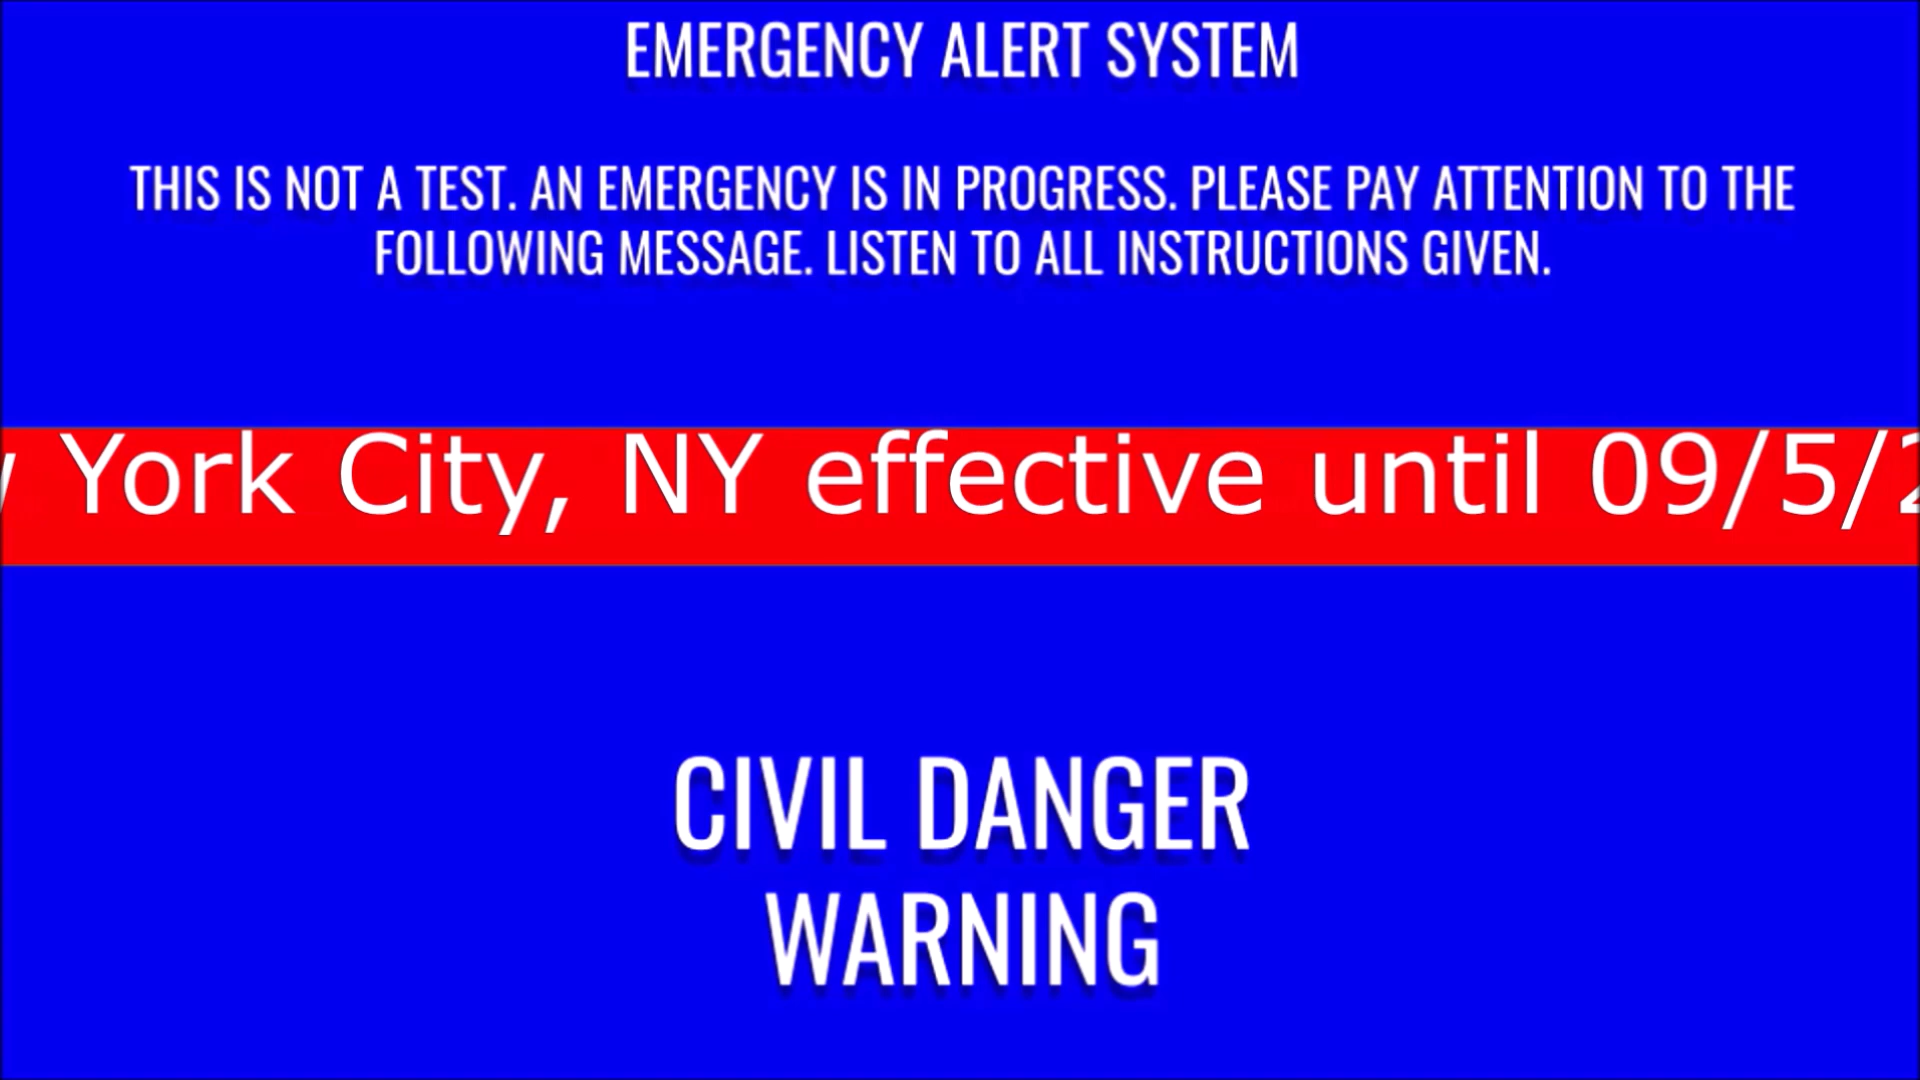 EMERGENCY ALERT SYSTEM
THIS IS NOT A TEST. AN EMERGENCY IS IN PROGRESS. PLEASE PAY ATTENTION TO THE
FOLLOWING MESSAGE. LISTEN TO ALL INSTRUCTIONS GIVEN.
York City, NY effective until 09/5/2
CIVIL DANGER
WARNING